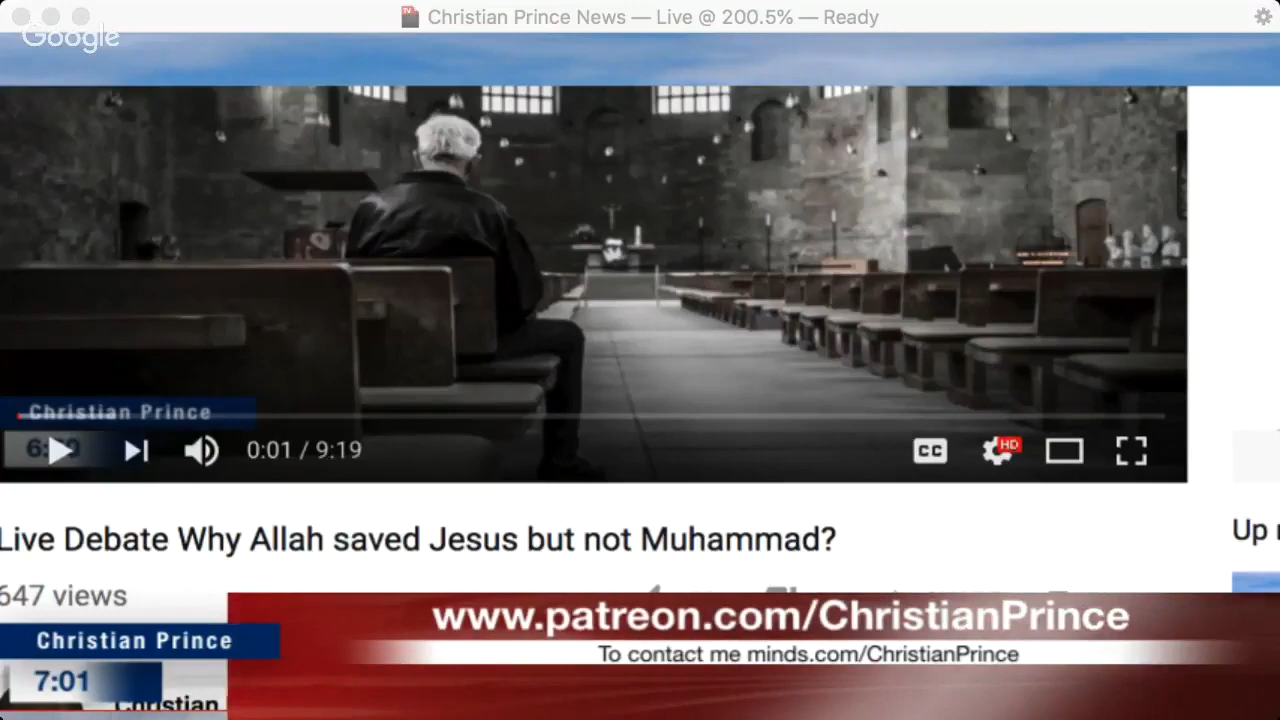 Christian Prince News — Live @ 200.5% — Ready
Google
Christian Prince
0:01 / 9:19
CC
HD
Live Debate Why Allah saved Jesus but not Muhammad?
Up
647 views
www.patreon.com/ChristianPrince
To contact me minds.com/ChristianPrince
Christian Prince
7:01
Christian